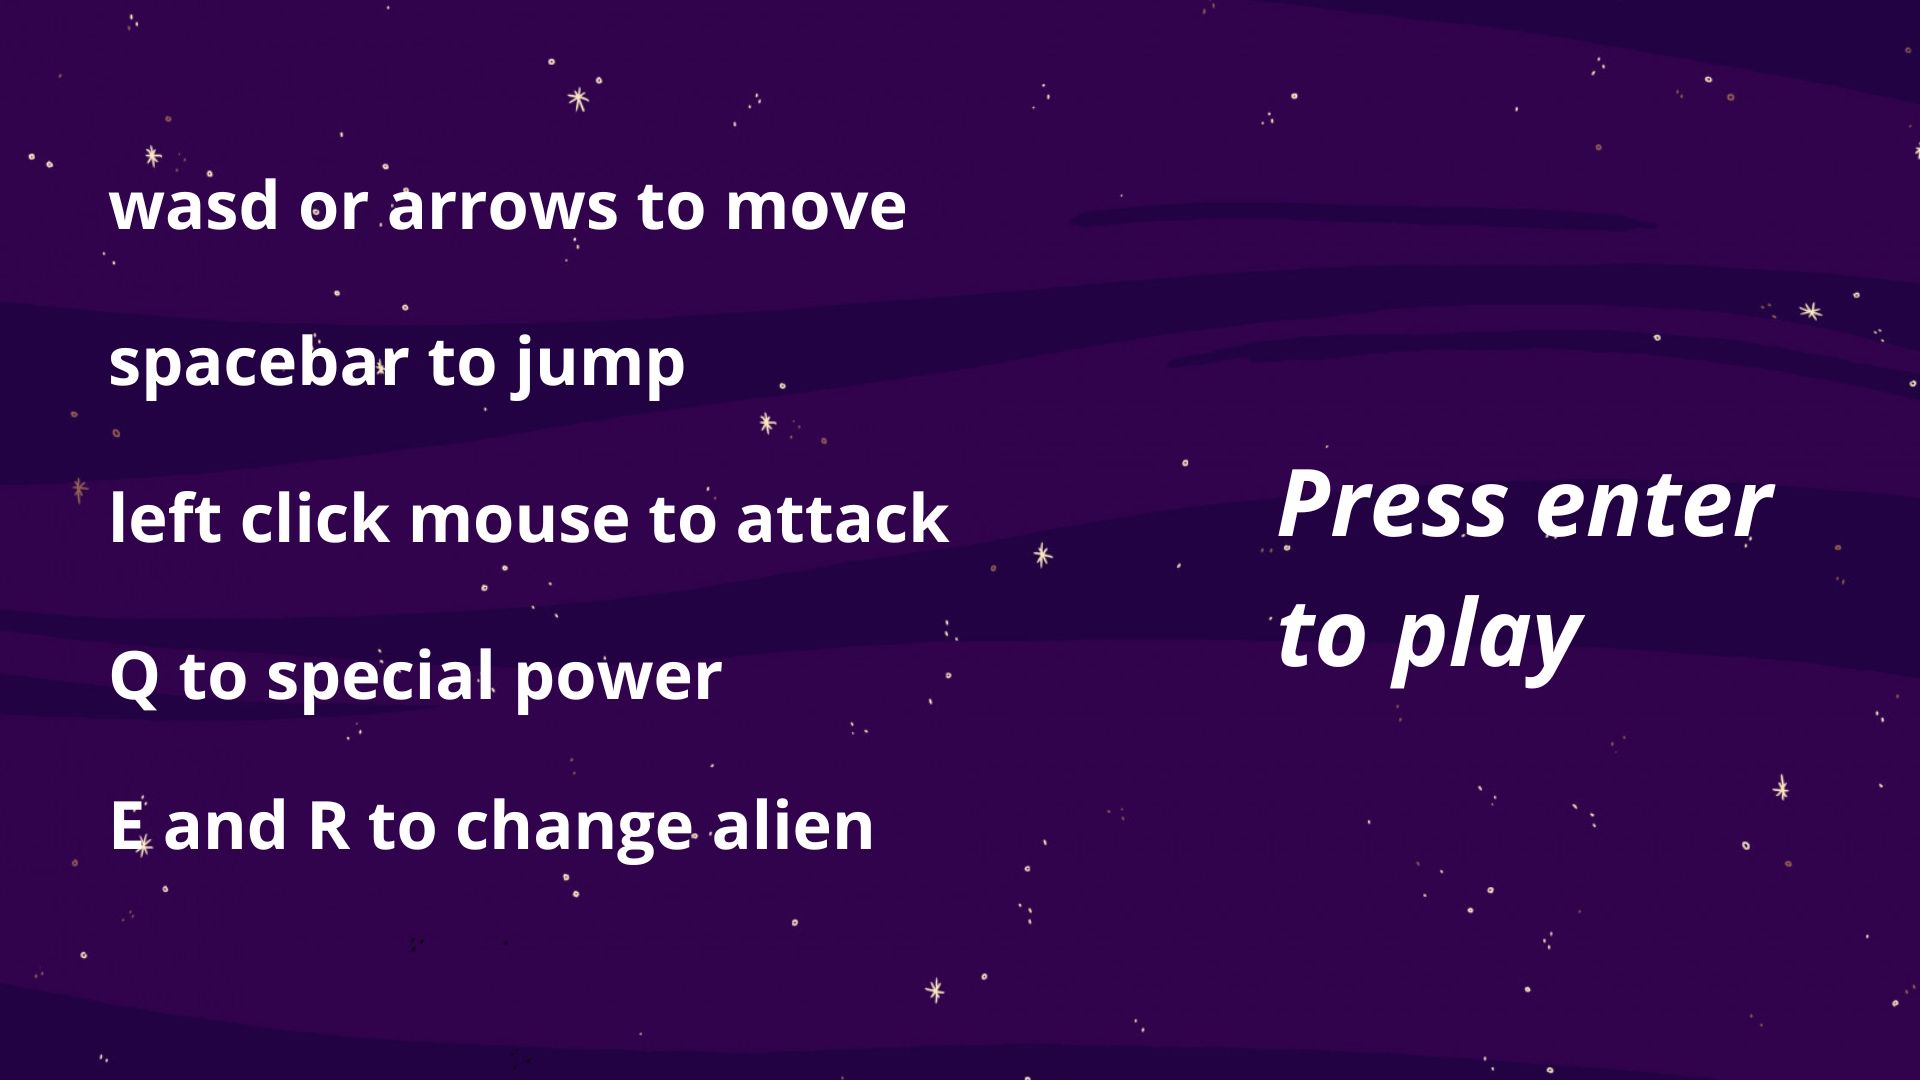 wasd or arrows to move
spacebar to jump
left click mouse to attack
Q to special power
E and R to change alien
Press enter
to play